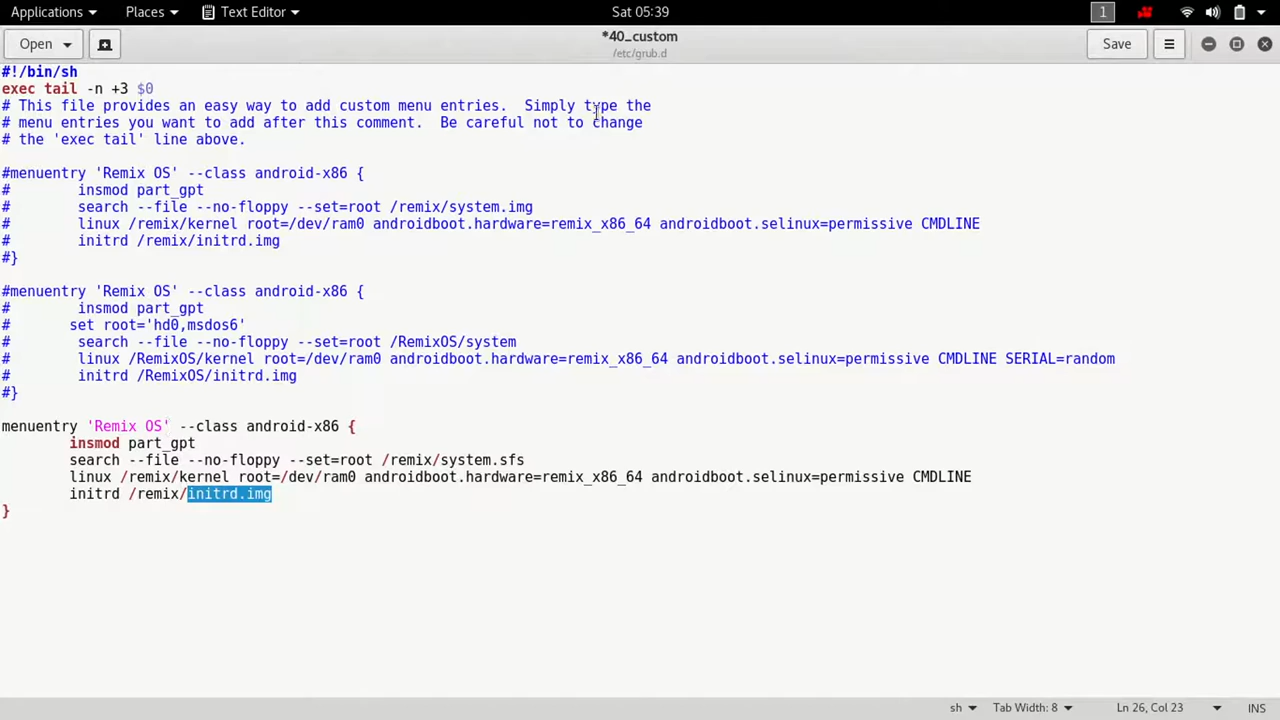 Applications Places Text Editor Sat 05:39 1
Open *40_custom Save
/etc/grub.d
#!/bin/sh
exec tail -n +3 $0
# This file provides an easy way to add custom menu entries.  Simply type the
# menu entries you want to add after this comment.  Be careful not to change
# the 'exec tail' line above.
#menuentry 'Remix OS' --class android-x86 {
#        insmod part_gpt
#        search --file --no-floppy --set=root /remix/system.img
#        linux /remix/kernel root=/dev/ram0 androidboot.hardware=remix_x86_64 androidboot.selinux=permissive CMDLINE
#        initrd /remix/initrd.img
#}
#menuentry 'Remix OS' --class android-x86 {
#        insmod part_gpt
#       set root='hd0,msdos6'
#        search --file --no-floppy --set=root /RemixOS/system
#        linux /RemixOS/kernel root=/dev/ram0 androidboot.hardware=remix_x86_64 androidboot.selinux=permissive CMDLINE SERIAL=random
#        initrd /RemixOS/initrd.img
#}
menuentry 'Remix OS' --class android-x86 {
        insmod part_gpt
        search --file --no-floppy --set=root /remix/system.sfs
        linux /remix/kernel root=/dev/ram0 androidboot.hardware=remix_x86_64 androidboot.selinux=permissive CMDLINE
        initrd /remix/initrd.img
}
sh Tab Width: 8 Ln 26, Col 23 INS